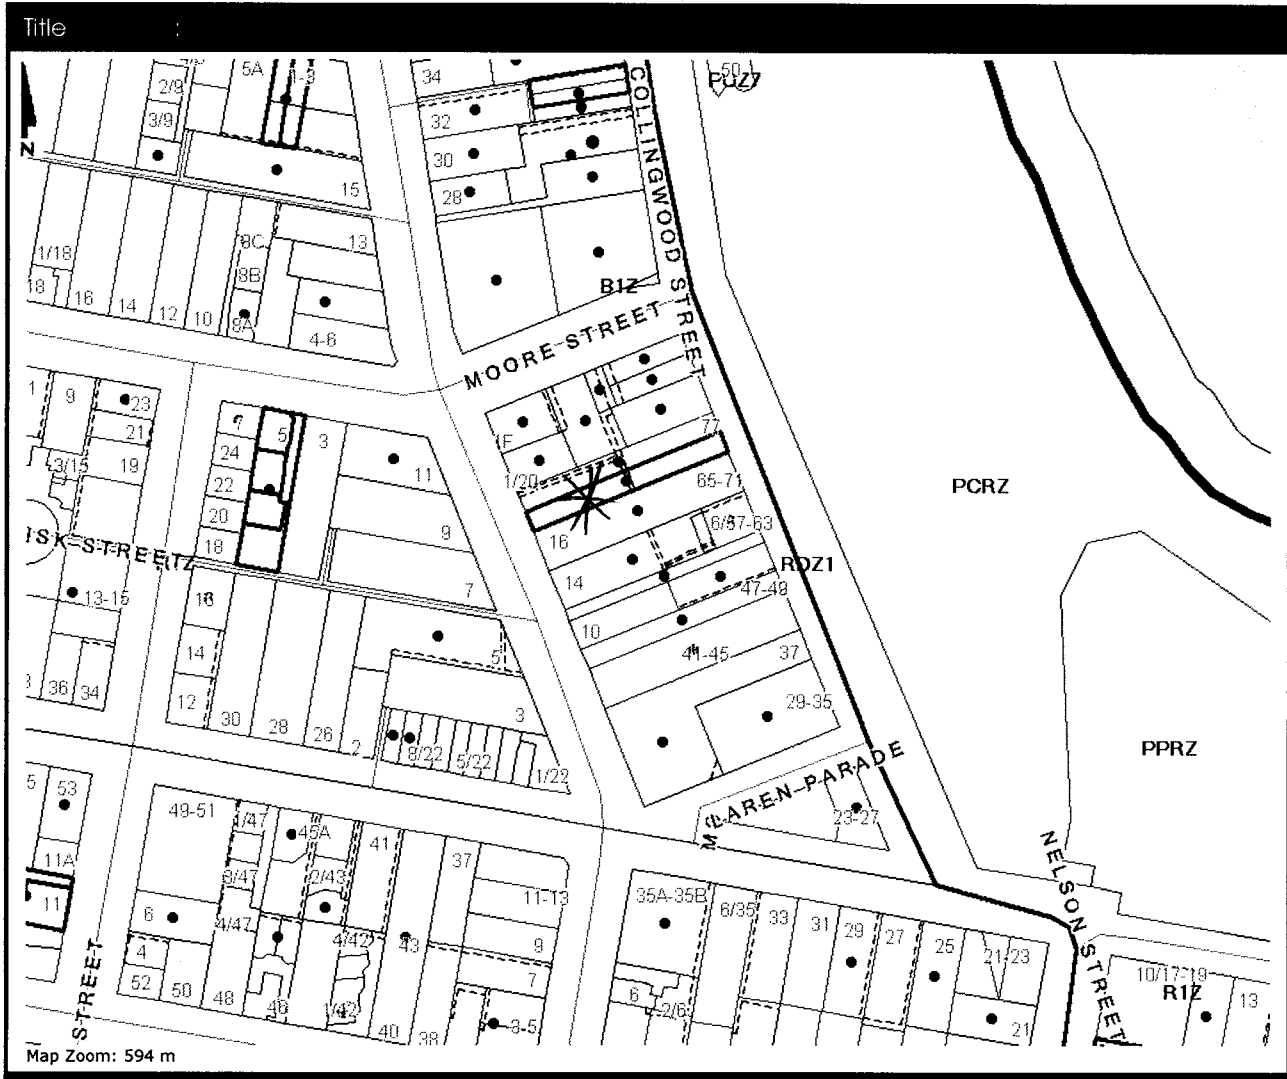 Title :
5A 1-3 34 50
2/9 PUZ7
3/9 32
30
15 28
8C 13
1/18 8B
18 16 14 12 10 8A 4-6
COLLINGWOOD STREET
B1Z
MOORE STREET
1 9 23 7 5 3
21 24 11 77
3/15 19 22 1/20 65-71 PCRZ
20 9 16 6/57-63
18
ISK STREET
7 14 RDZ1
13-15 16 47-49
10
14 5 41-45 37
36 34 12 30 28 26 2 3 29-35
8/22 5/22 1/22 PPRZ
McLAREN PARADE
23-27
5 53 49-51 1/47 45A 41 37
11A 3/47 2/43 11-13 35A-35B 6/35 33 31 29 27 25 21-23
11 6 4/47 4/42 43 9
4 7 10/17-19
52 50 48 46 1/42 40 38 3-5 6 2/6 21 R1Z 13
NELSON STREET
STREET
Map Zoom: 594 m
N